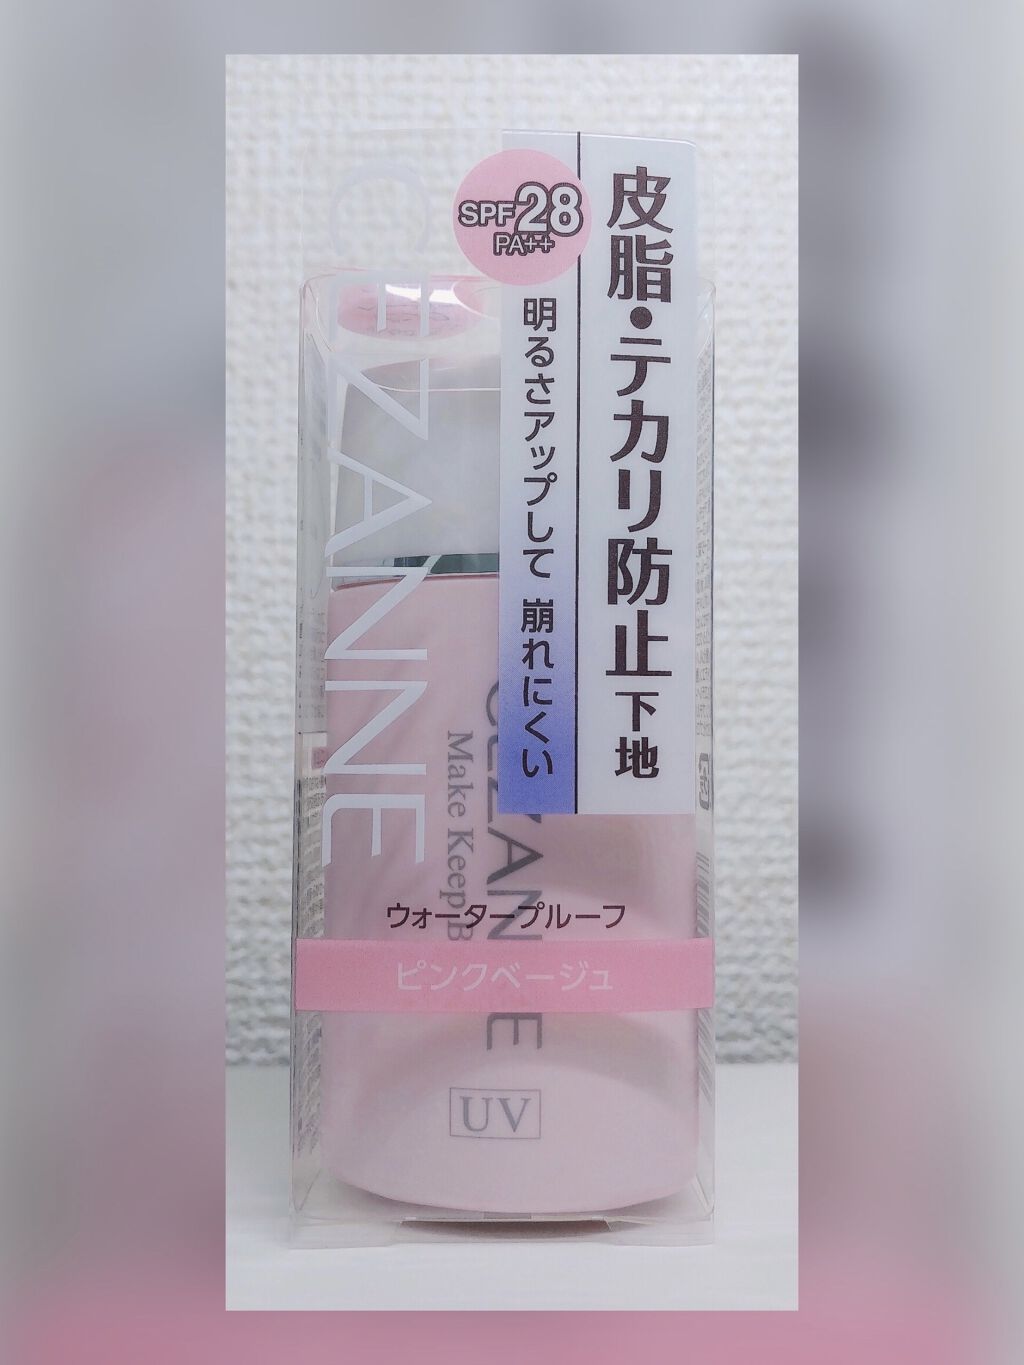 皮脂・テカリ防止下地
明るさアップして 崩れにくい
SPF28
PA++
CEZANNE
CEZANNE
Make Keep B
ウォータープルーフ
ピンクベージュ
UV